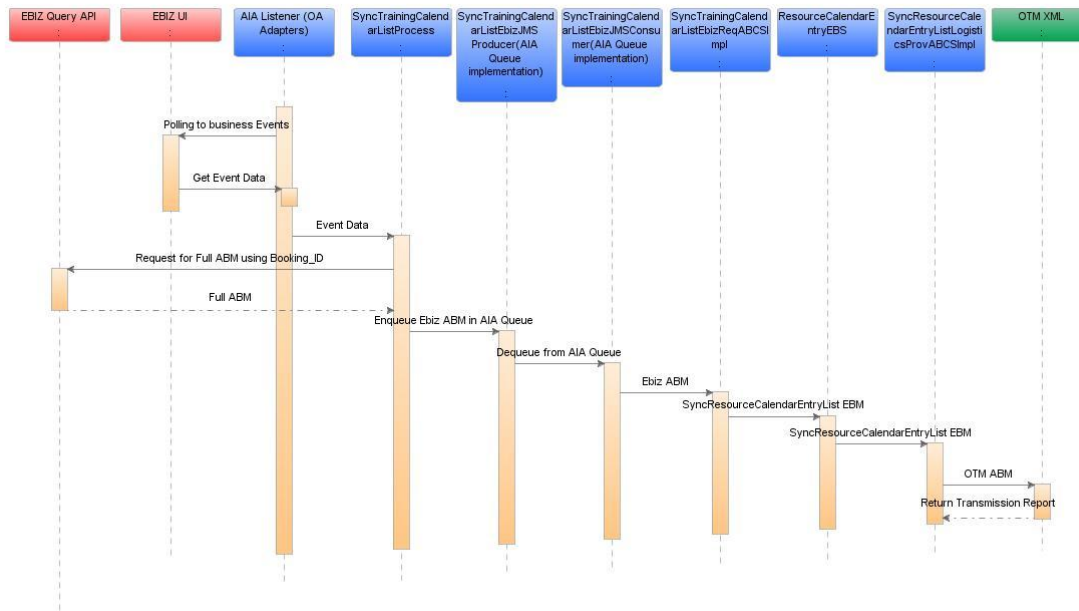 EBIZ Query API
:
EBIZ UI
:
AIA Listener (OA
Adapters)
:
SyncTrainingCalend
arListProcess
:
SyncTrainingCalend
arListEbizJMS
Producer(AIA
Queue
implementation)
:
SyncTrainingCalend
arListEbizJMSConsu
mer(AIA Queue
implementation)
:
SyncTrainingCalend
arListEbizReqABCS
Impl
:
ResourceCalendarE
ntryEBS
:
SyncResourceCale
ndarEntryListLogisti
csProvABCSImpl
:
OTM XML
:
Polling to business Events
Get Event Data
Event Data
Request for Full ABM using Booking_ID
Full ABM
Enqueue Ebiz ABM in AIA Queue
Dequeue from AIA Queue
Ebiz ABM
SyncResourceCalendarEntryList EBM
SyncResourceCalendarEntryList EBM
OTM ABM
Return Transmission Report